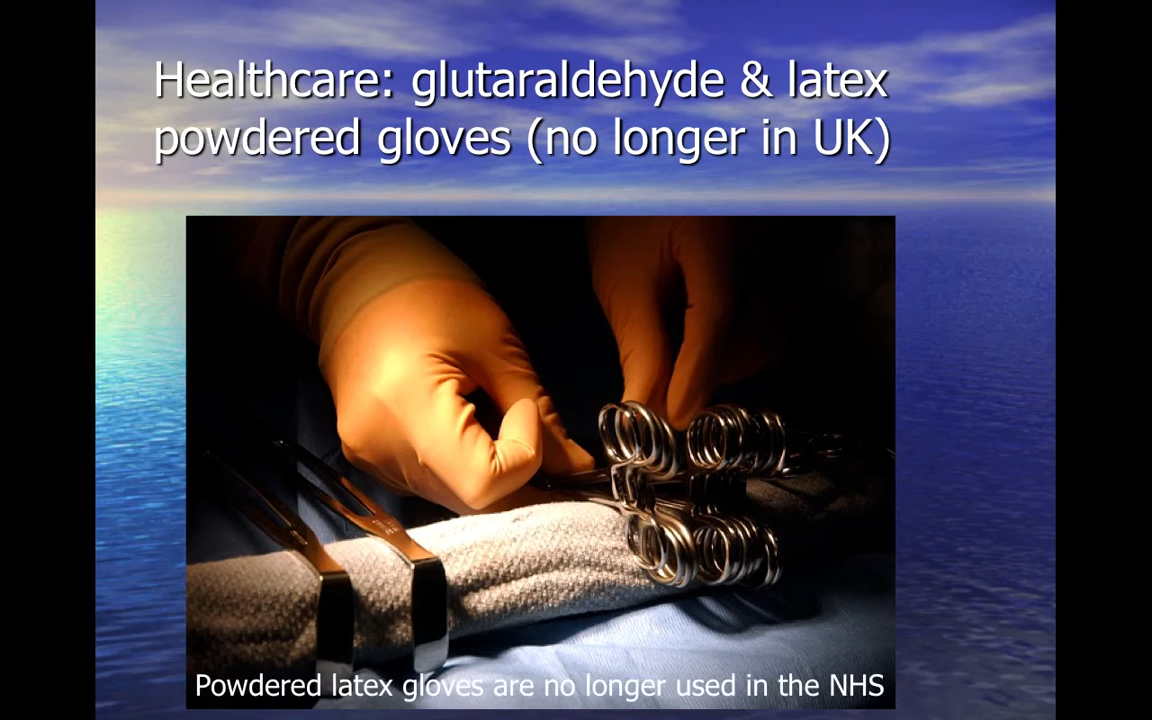 Healthcare: glutaraldehyde & latex
powdered gloves (no longer in UK)
Powdered latex gloves are no longer used in the NHS